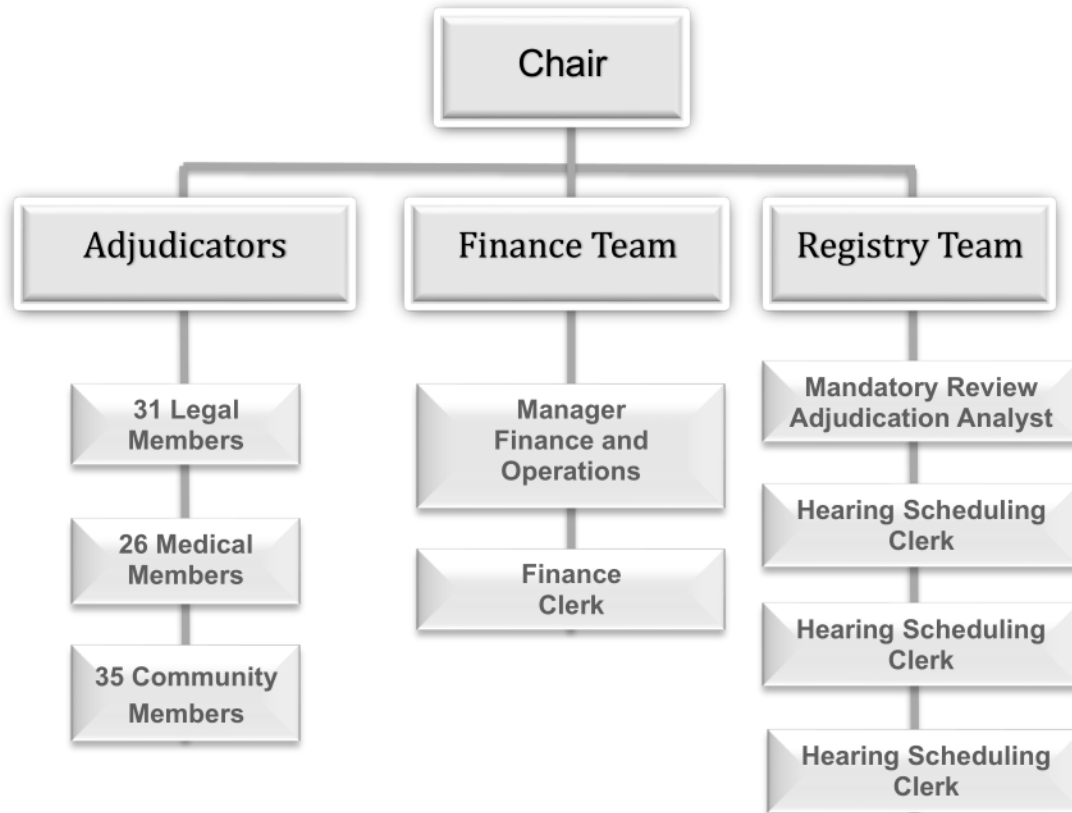 Chair
Adjudicators
Finance Team
Registry Team
31 Legal
Members
26 Medical
Members
35 Community
Members
Manager
Finance and
Operations
Finance
Clerk
Mandatory Review
Adjudication Analyst
Hearing Scheduling
Clerk
Hearing Scheduling
Clerk
Hearing Scheduling
Clerk